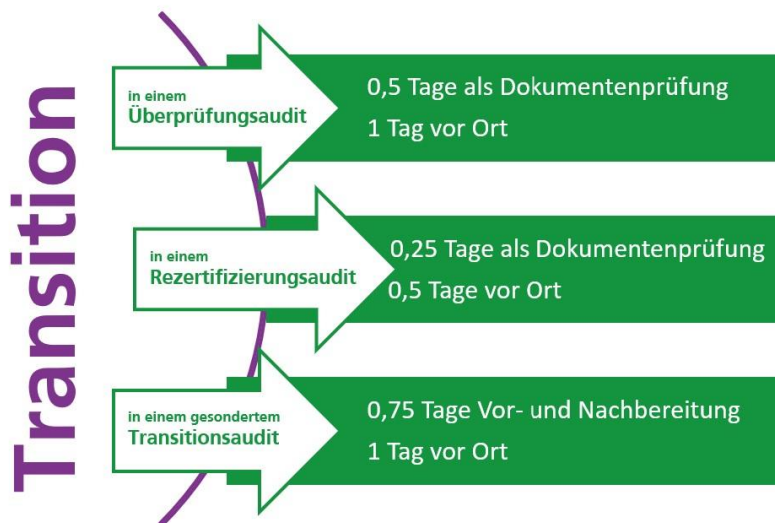 Transition
in einem
Überprüfungsaudit
0,5 Tage als Dokumentenprüfung
1 Tag vor Ort
in einem
Rezertifizierungsaudit
0,25 Tage als Dokumentenprüfung
0,5 Tage vor Ort
in einem gesondertem
Transitionsaudit
0,75 Tage Vor- und Nachbereitung
1 Tag vor Ort